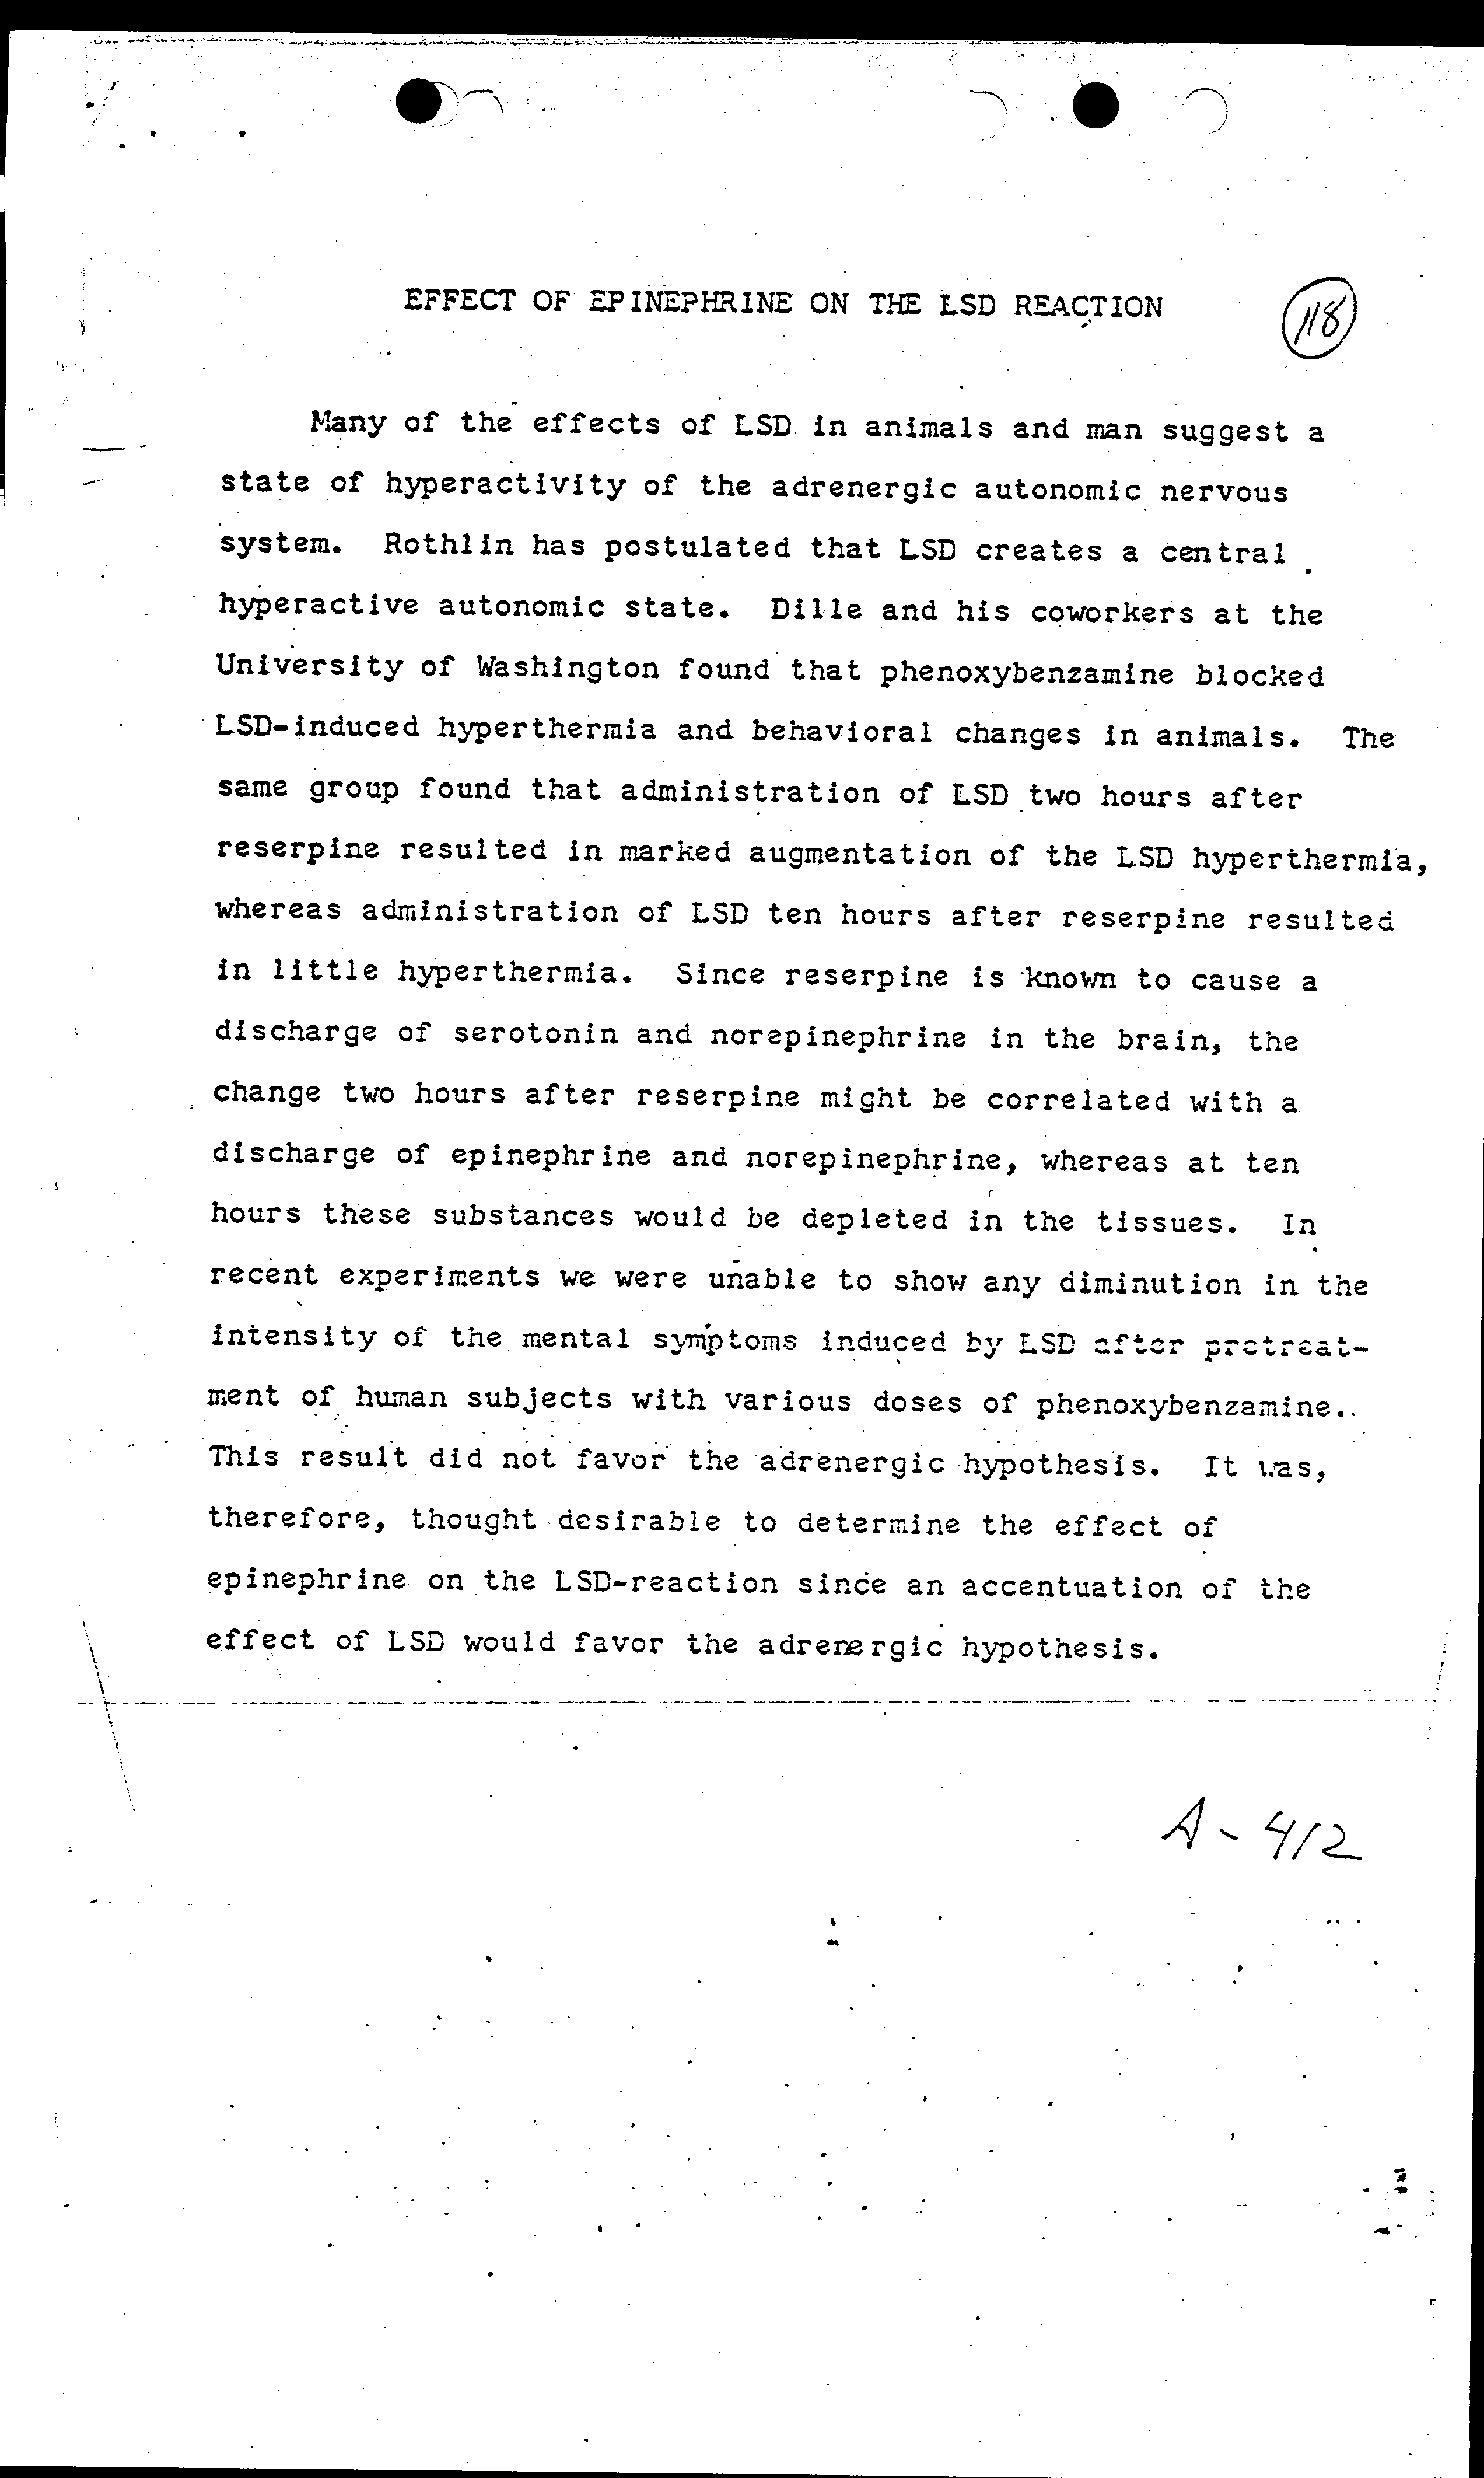 EFFECT OF EPINEPHRINE ON THE LSD REACTION
118
Many of the effects of LSD in animals and man suggest a
state of hyperactivity of the adrenergic autonomic nervous
system. Rothlin has postulated that LSD creates a central
hyperactive autonomic state. Dille and his coworkers at the
University of Washington found that phenoxybenzamine blocked
LSD-induced hyperthermia and behavioral changes in animals. The
same group found that administration of LSD two hours after
reserpine resulted in marked augmentation of the LSD hyperthermia,
whereas administration of LSD ten hours after reserpine resulted
in little hyperthermia. Since reserpine is known to cause a
discharge of serotonin and norepinephrine in the brain, the
change two hours after reserpine might be correlated with a
discharge of epinephrine and norepinephrine, whereas at ten
hours these substances would be depleted in the tissues. In
recent experiments we were unable to show any diminution in the
intensity of the mental symptoms induced by LSD after pretreat-
ment of human subjects with various doses of phenoxybenzamine.
This result did not favor the adrenergic hypothesis. It was,
therefore, thought desirable to determine the effect of
epinephrine on the LSD-reaction since an accentuation of the
effect of LSD would favor the adrenergic hypothesis.
A-412